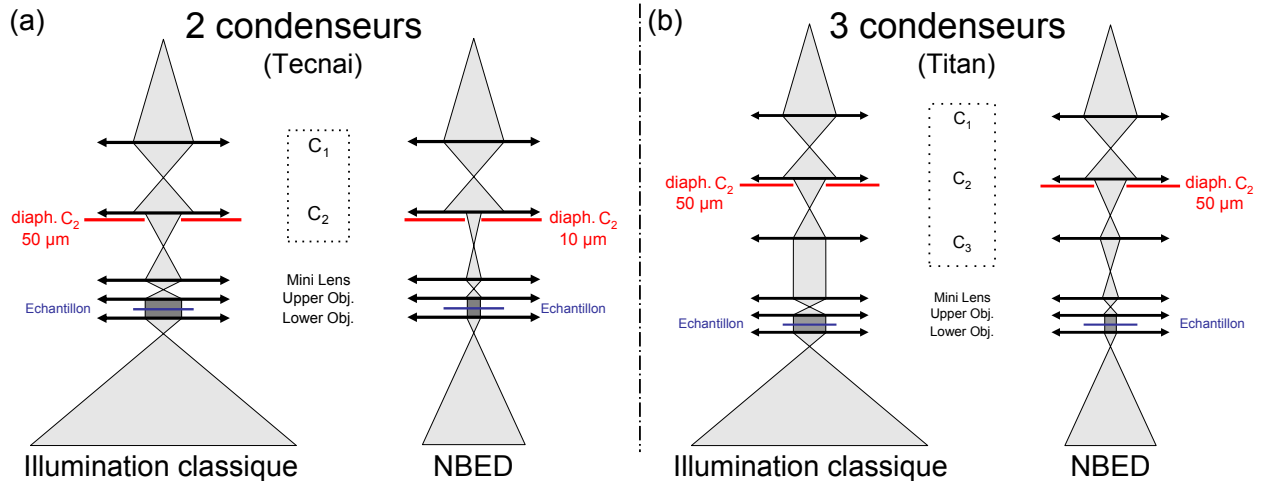 (a)
2 condenseurs
(Tecnai)
C1
C2
diaph. C2
50 µm
diaph. C2
10 µm
Mini Lens
Upper Obj.
Lower Obj.
Echantillon
Echantillon
Illumination classique
NBED
(b)
3 condenseurs
(Titan)
C1
C2
C3
diaph. C2
50 µm
diaph. C2
50 µm
Mini Lens
Upper Obj.
Lower Obj.
Echantillon
Echantillon
Illumination classique
NBED